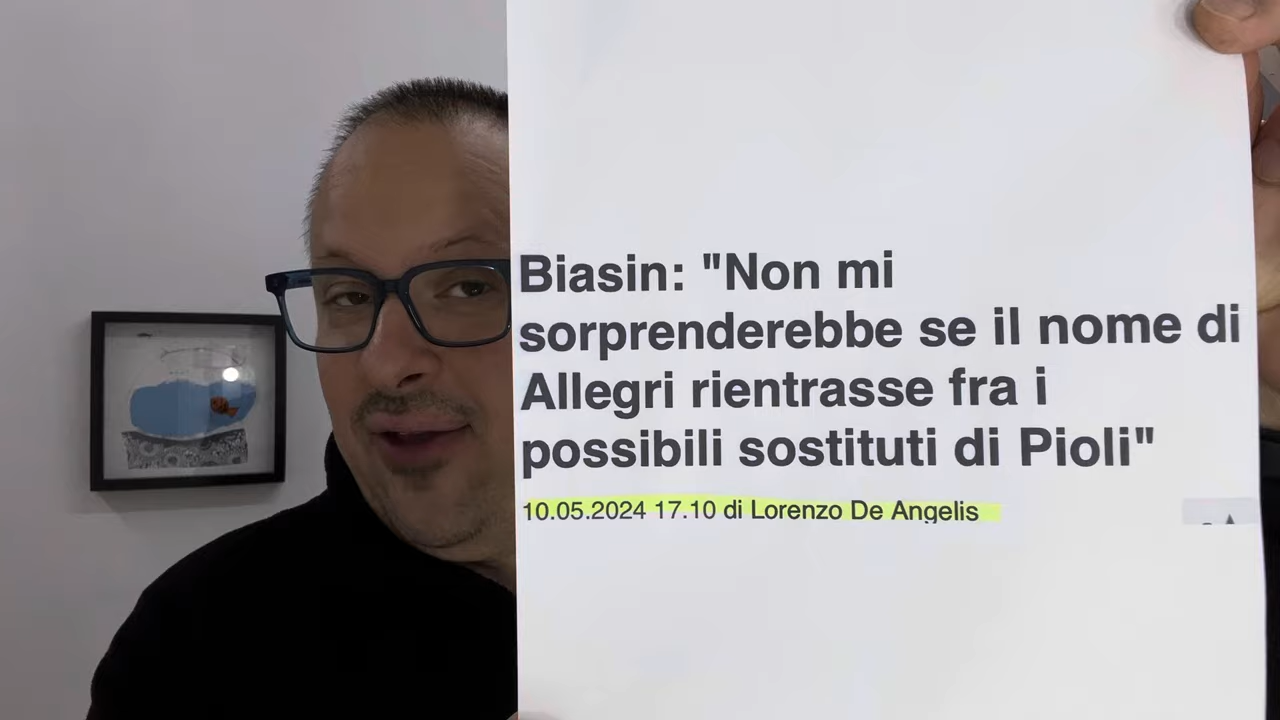 Biasin: "Non mi
sorprenderebbe se il nome di
Allegri rientrasse fra i
possibili sostituti di Pioli"
10.05.2024 17.10 di Lorenzo De Angelis